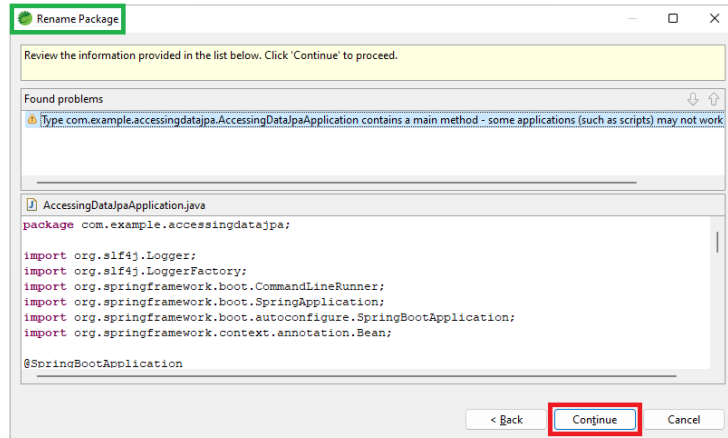 Rename Package
Review the information provided in the list below. Click 'Continue' to proceed.
Found problems
Type com.example.accessingdatajpa.AccessingDataJpaApplication contains a main method - some applications (such as scripts) may not work
AccessingDataJpaApplication.java
package com.example.accessingdatajpa;
import org.slf4j.Logger;
import org.slf4j.LoggerFactory;
import org.springframework.boot.CommandLineRunner;
import org.springframework.boot.SpringApplication;
import org.springframework.boot.autoconfigure.SpringBootApplication;
import org.springframework.context.annotation.Bean;
@SpringBootApplication
< Back Continue Cancel